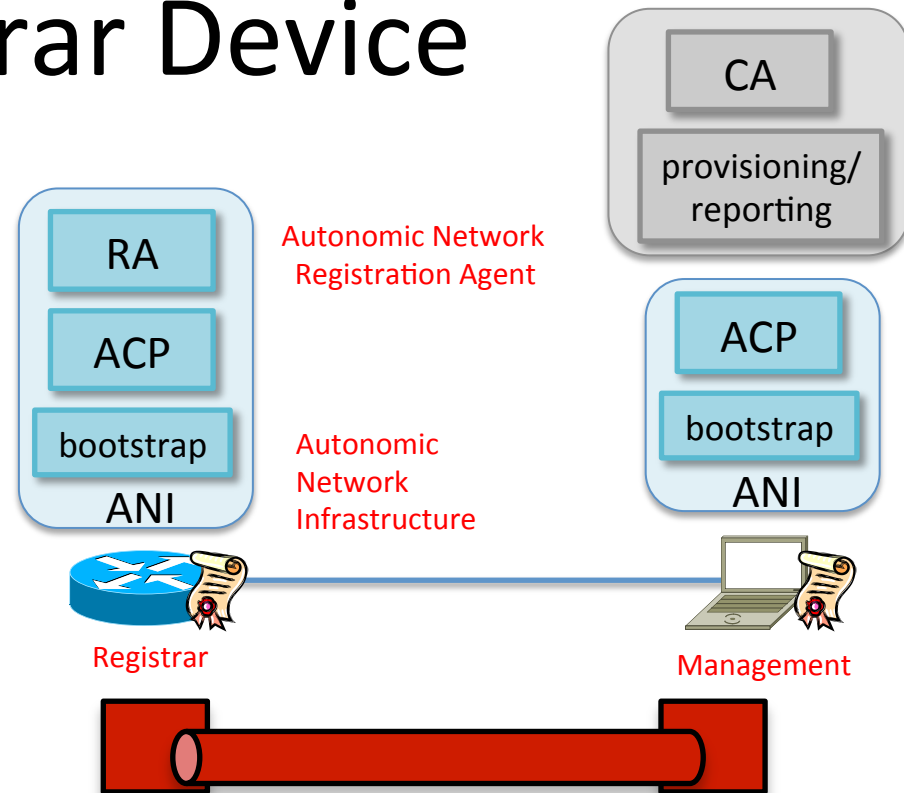 rar Device
CA
provisioning/
reporting
RA
ACP
bootstrap
ANI
Autonomic Network
Registration Agent
Autonomic
Network
Infrastructure
ACP
bootstrap
ANI
Registrar
Management